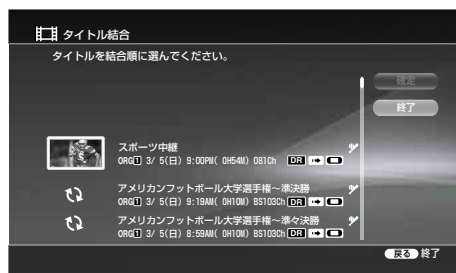 タイトル結合
タイトルを結合順に選んでください。
確定
終了
スポーツ中継
ORG1 3/ 5(日) 9:00PM( 0H54M) 081Ch DR
アメリカンフットボール大学選手権~準決勝
ORG1 3/ 5(日) 9:19AM( 0H10M) BS103Ch DR
アメリカンフットボール大学選手権~準々決勝
ORG1 3/ 5(日) 8:59AM( 0H10M) BS103Ch DR
戻る 終了